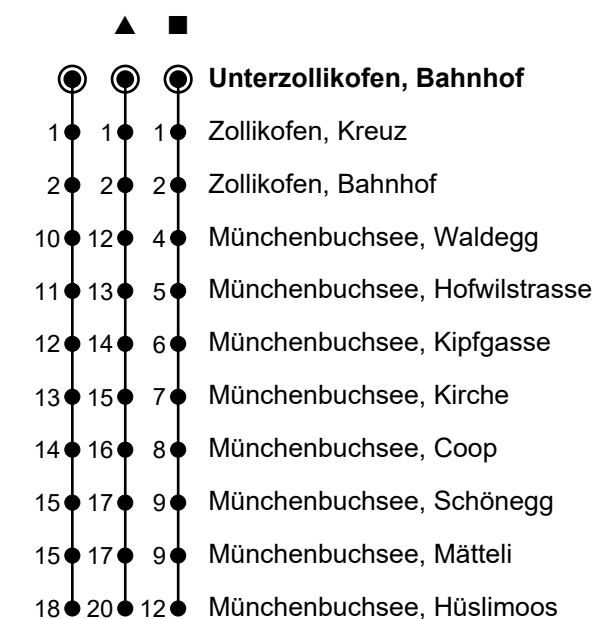 ▲ ■
Unterzollikofen, Bahnhof
1 1 1 Zollikofen, Kreuz
2 2 2 Zollikofen, Bahnhof
10 12 4 Münchenbuchsee, Waldegg
11 13 5 Münchenbuchsee, Hofwilstrasse
12 14 6 Münchenbuchsee, Kipfgasse
13 15 7 Münchenbuchsee, Kirche
14 16 8 Münchenbuchsee, Coop
15 17 9 Münchenbuchsee, Schönegg
15 17 9 Münchenbuchsee, Mätteli
18 20 12 Münchenbuchsee, Hüslimoos